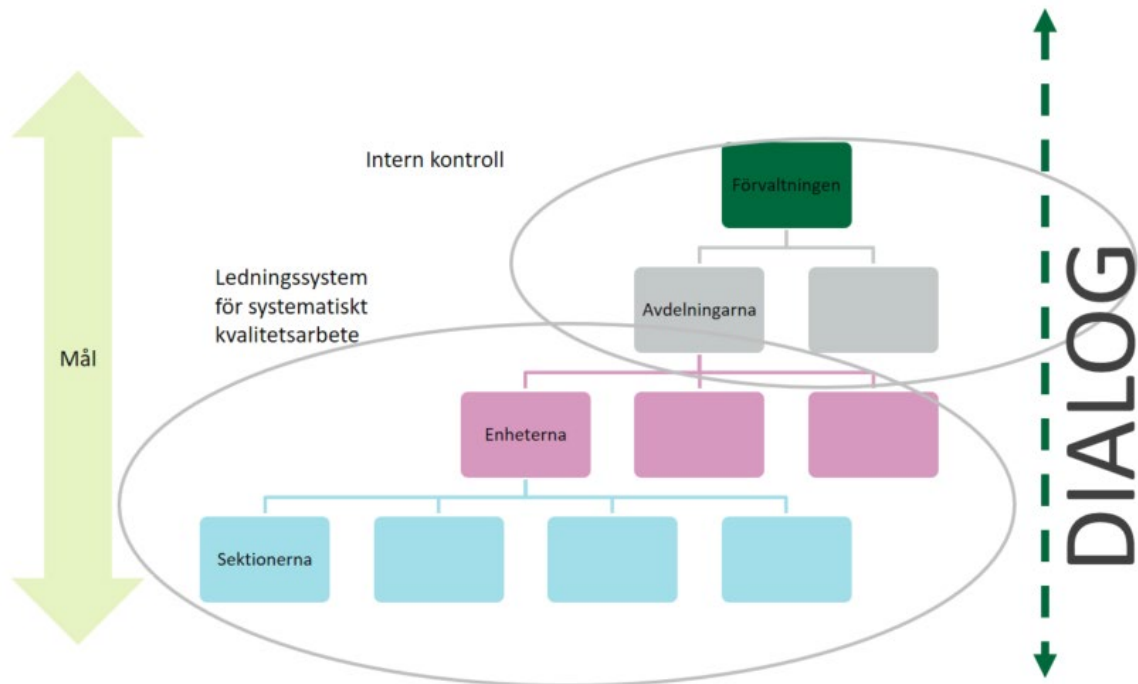 Intern kontroll
Förvaltningen
Ledningssystem
för systematiskt
kvalitetsarbete
Avdelningarna
Mål
Enheterna
Sektionerna
DIALOG